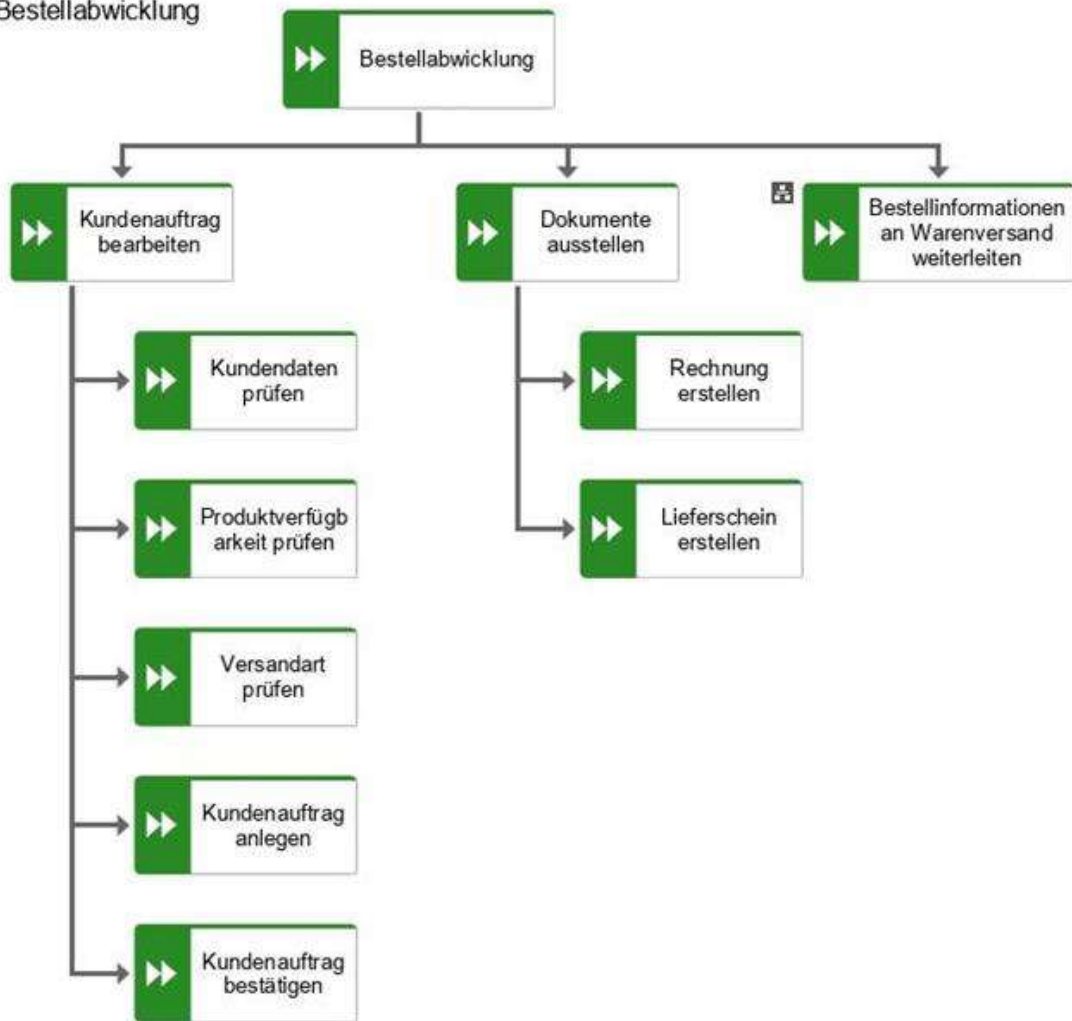 Bestellabwicklung
Bestellabwicklung
Kundenauftrag
bearbeiten
Dokumente
ausstellen
Bestellinformationen
an Warenversand
weiterleiten
Kundendaten
prüfen
Rechnung
erstellen
Produktverfügb
arkeit prüfen
Lieferschein
erstellen
Versandart
prüfen
Kundenauftrag
anlegen
Kundenauftrag
bestätigen